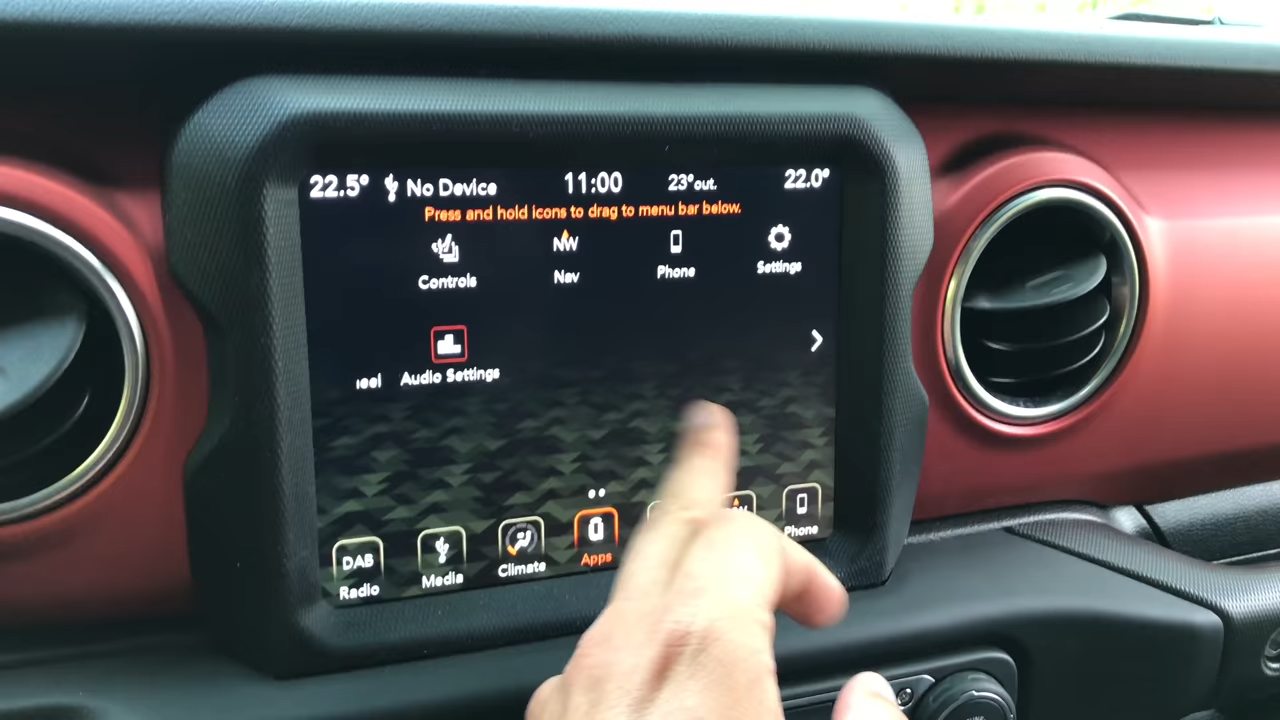 22.5° No Device 11:00 23°out. 22.0°
Press and hold icons to drag to menu bar below.
Controls
NW
Nav
Phone
Settings
Audio Settings
DAB
Radio
Media
Climate
Apps
Phone